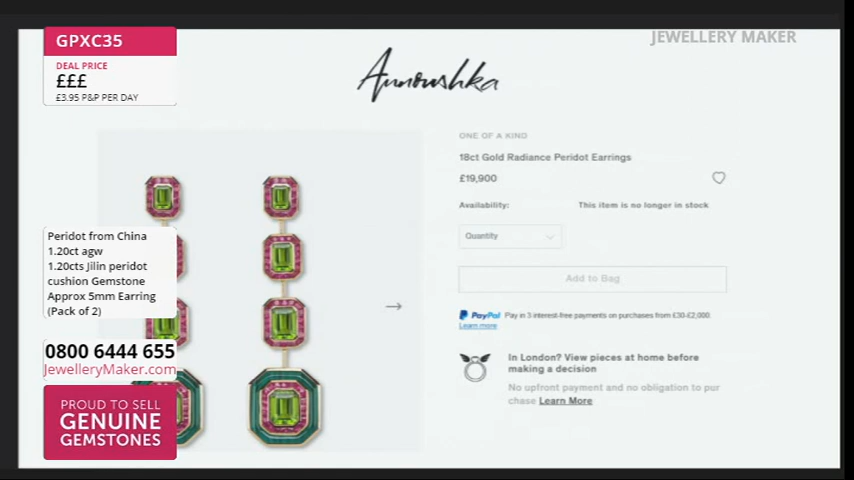 GPXC35
DEAL PRICE
£££
£3.95 P&P PER DAY
JEWELLERY MAKER
Annoushka
ONE OF A KIND
18ct Gold Radiance Peridot Earrings
£19,900
Availability: This item is no longer in stock
Quantity
Add to Bag
PayPal Pay in 3 interest-free payments on purchases from £30-£2,000.
Learn more
In London? View pieces at home before
making a decision
No upfront payment and no obligation to pur
chase Learn More
Peridot from China
1.20ct agw
1.20cts Jilin peridot
cushion Gemstone
Approx 5mm Earring
(Pack of 2)
0800 6444 655
JewelleryMaker.com
PROUD TO SELL
GENUINE
GEMSTONES